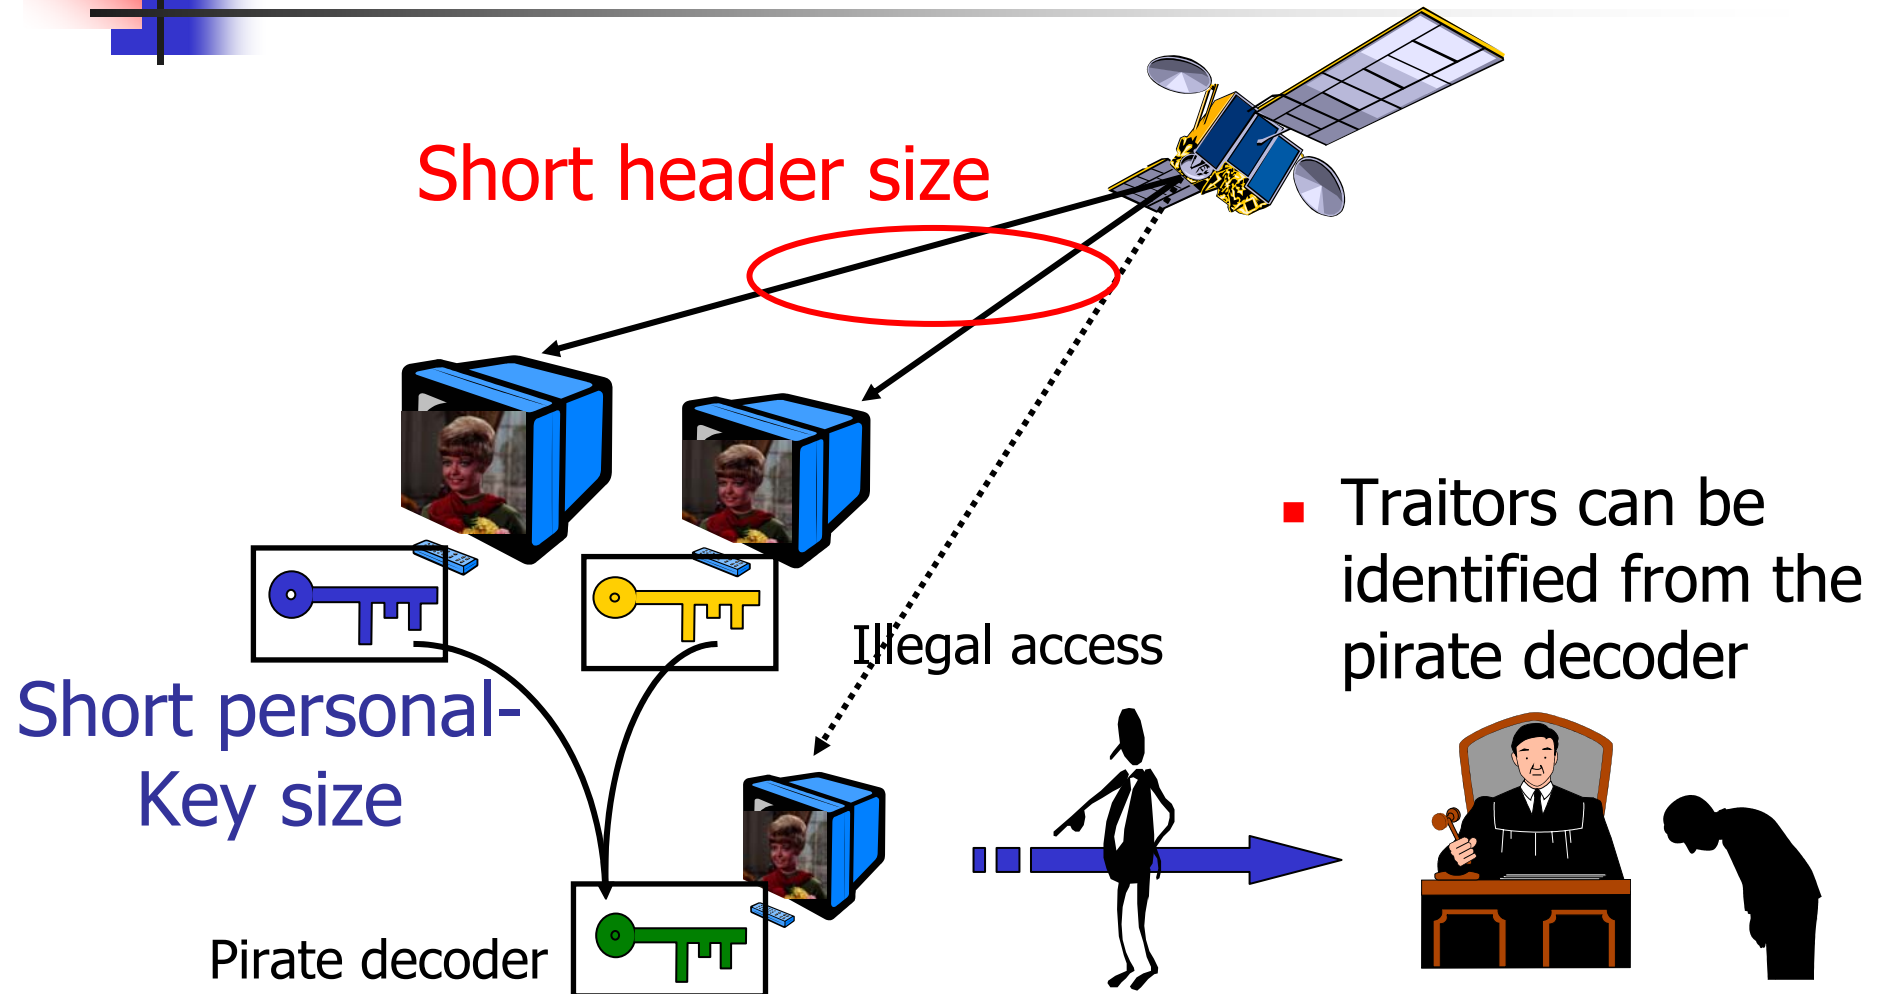 Short header size
Traitors can be
identified from the
pirate decoder
Illegal access
Short personal-
Key size
Pirate decoder